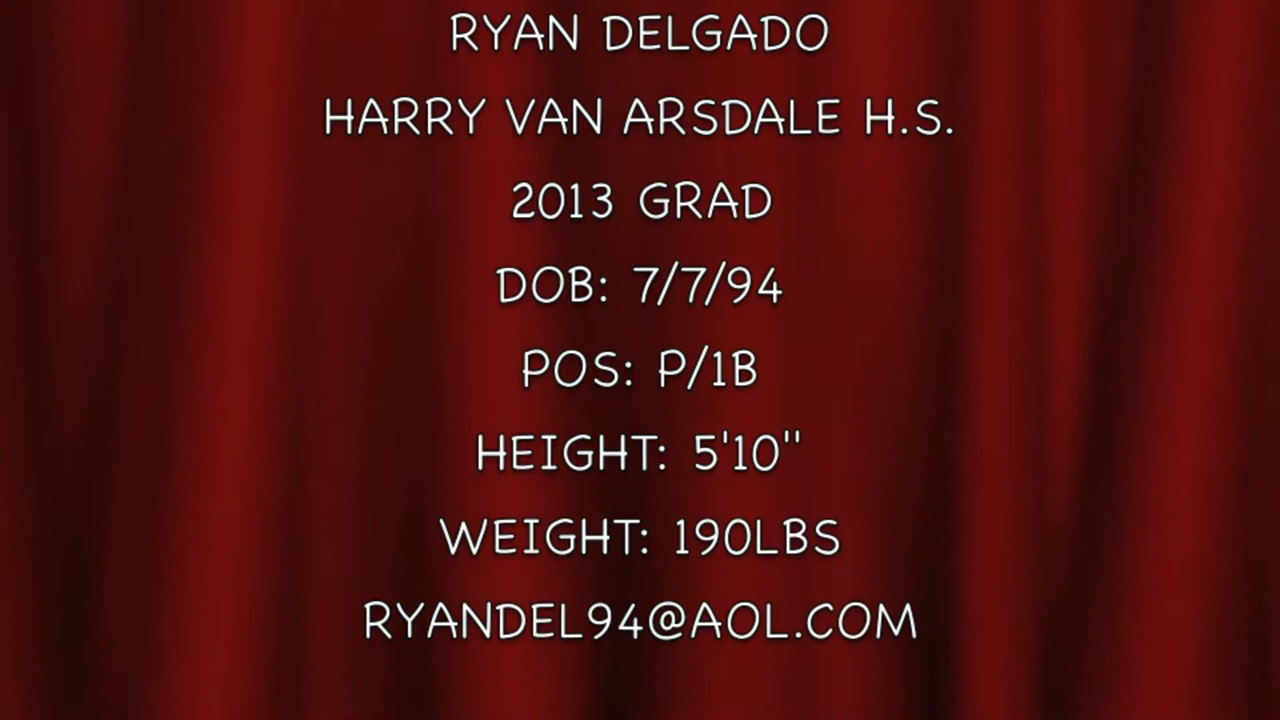 RYAN DELGADO
HARRY VAN ARSDALE H.S.
2013 GRAD
DOB: 7/7/94
POS: P/1B
HEIGHT: 5'10"
WEIGHT: 190LBS
RYANDEL94@AOL.COM